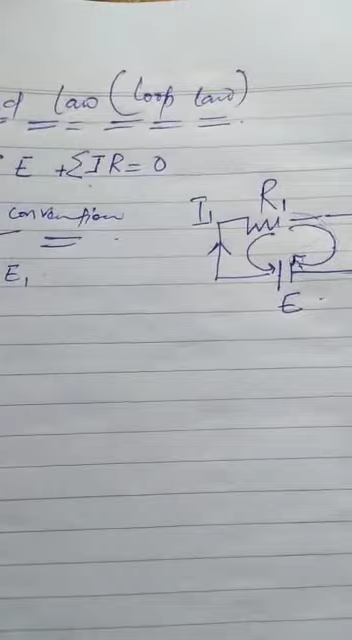 d law (Loop law)
E + ΣIR = 0
convention
I₁ R₁
E₁
E